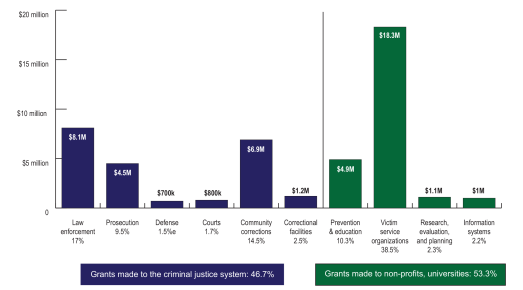 $20 million
$15 million
$10 million
$5 million
0
$8.1M
$4.5M
$700k
$800k
$6.9M
$1.2M
$4.9M
$18.3M
$1.1M
$1M
Law
enforcement
17%
Prosecution
9.5%
Defense
1.5%e
Courts
1.7%
Community
corrections
14.5%
Correctional
facilities
2.5%
Prevention
& education
10.3%
Victim
service
organizations
38.5%
Research,
evaluation,
and planning
2.3%
Information
systems
2.2%
Grants made to the criminal justice system: 46.7%
Grants made to non-profits, universities: 53.3%